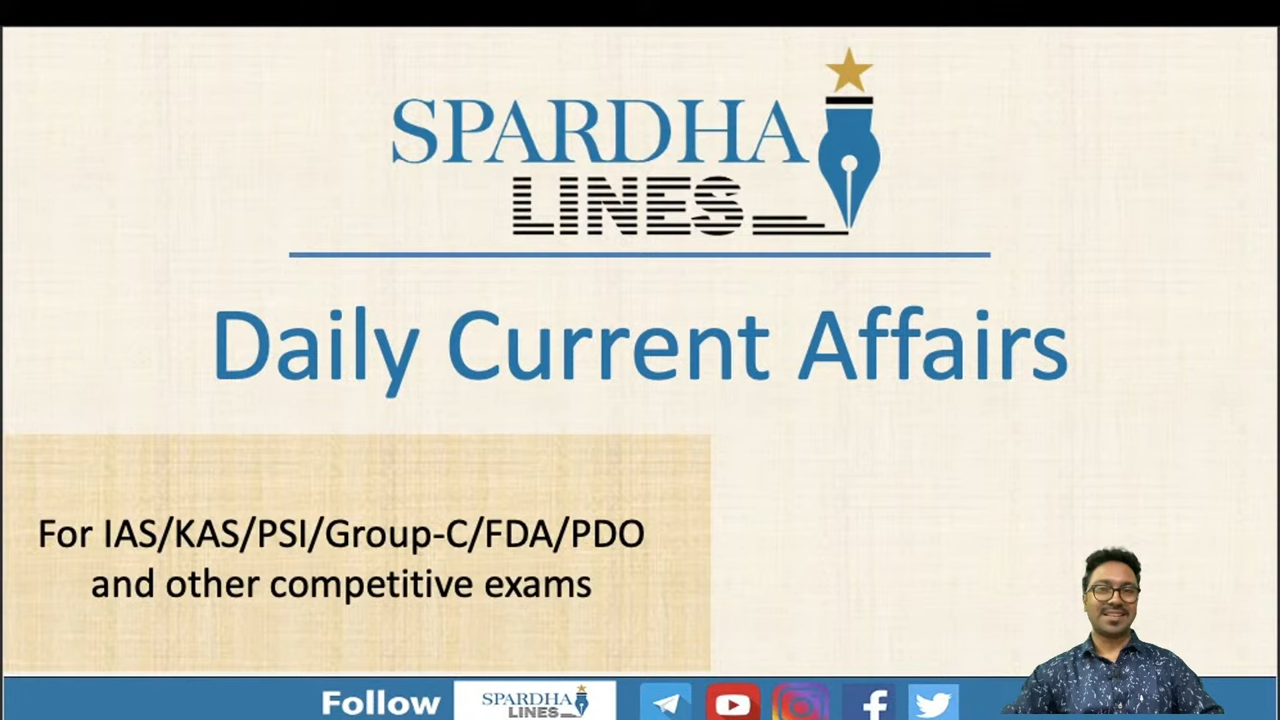 SPARDHA
LINES
Daily Current Affairs
For IAS/KAS/PSI/Group-C/FDA/PDO
and other competitive exams
Follow
SPARDHA
LINES